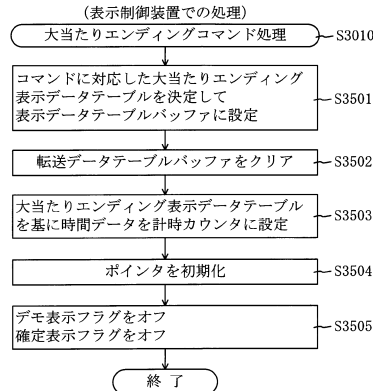 (表示制御装置での処理)
大当たりエンディングコマンド処理
S3010
コマンドに対応した大当たりエンディング
表示データテーブルを決定して
表示データテーブルバッファに設定
S3501
転送データテーブルバッファをクリア
S3502
大当たりエンディング表示データテーブル
を基に時間データを計時カウンタに設定
S3503
ポインタを初期化
S3504
デモ表示フラグをオフ
確定表示フラグをオフ
S3505
終了